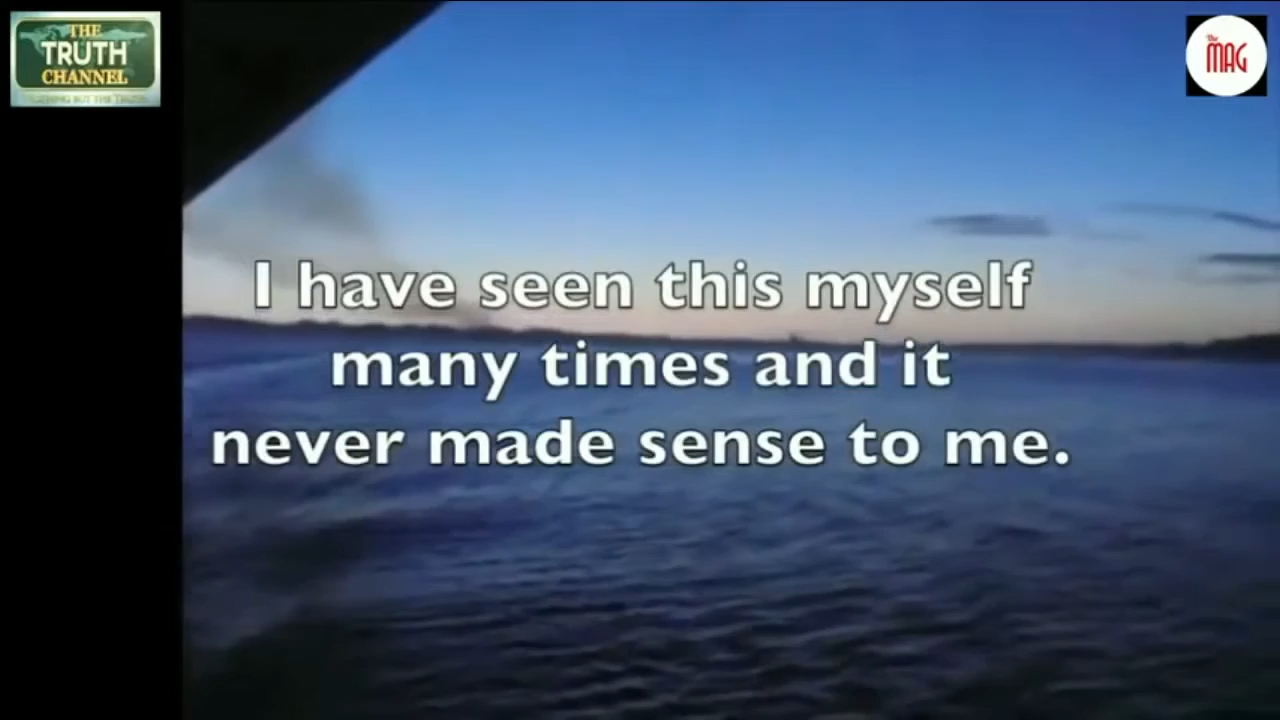 THE
TRUTH
CHANNEL
The
MAG
I have seen this myself
many times and it
never made sense to me.